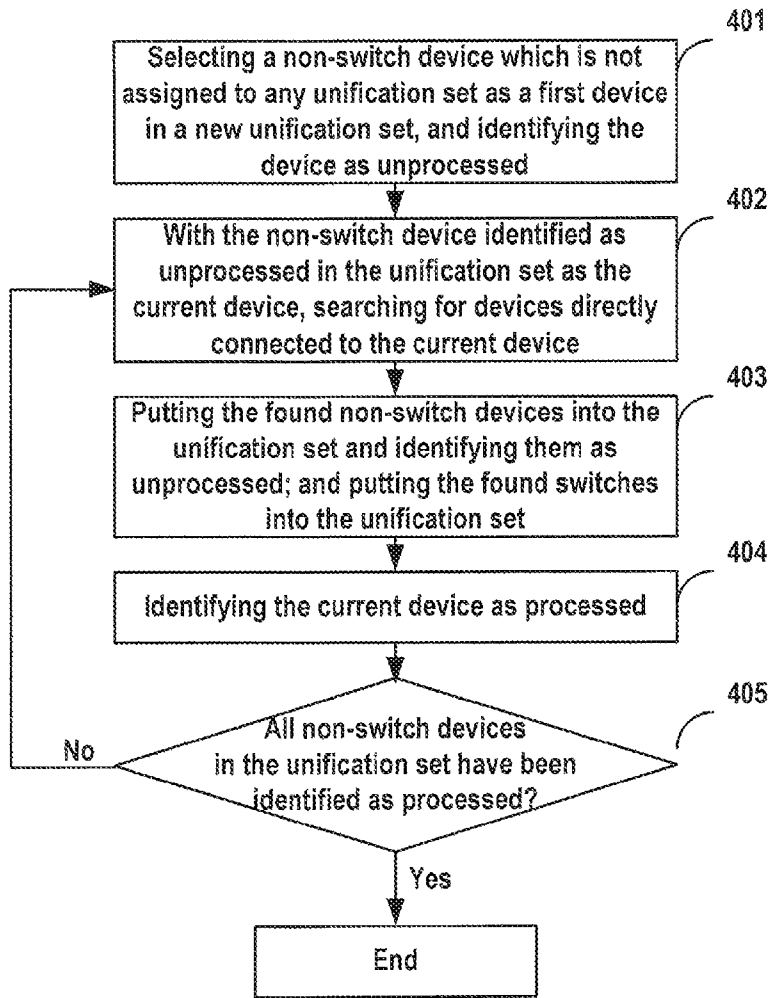 401
Selecting a non-switch device which is not
assigned to any unification set as a first device
in a new unification set, and identifying the
device as unprocessed
402
With the non-switch device identified as
unprocessed in the unification set as the
current device, searching for devices directly
connected to the current device
403
Putting the found non-switch devices into the
unification set and identifying them as
unprocessed; and putting the found switches
into the unification set
404
Identifying the current device as processed
405
All non-switch devices
in the unification set have been
identified as processed?
No
Yes
End